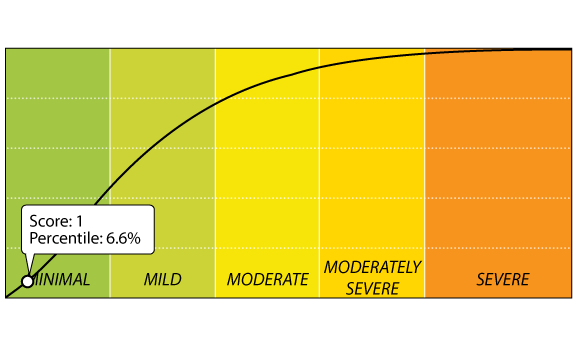 Score: 1
Percentile: 6.6%
INIMAL
MILD
MODERATE
MODERATELY
SEVERE
SEVERE